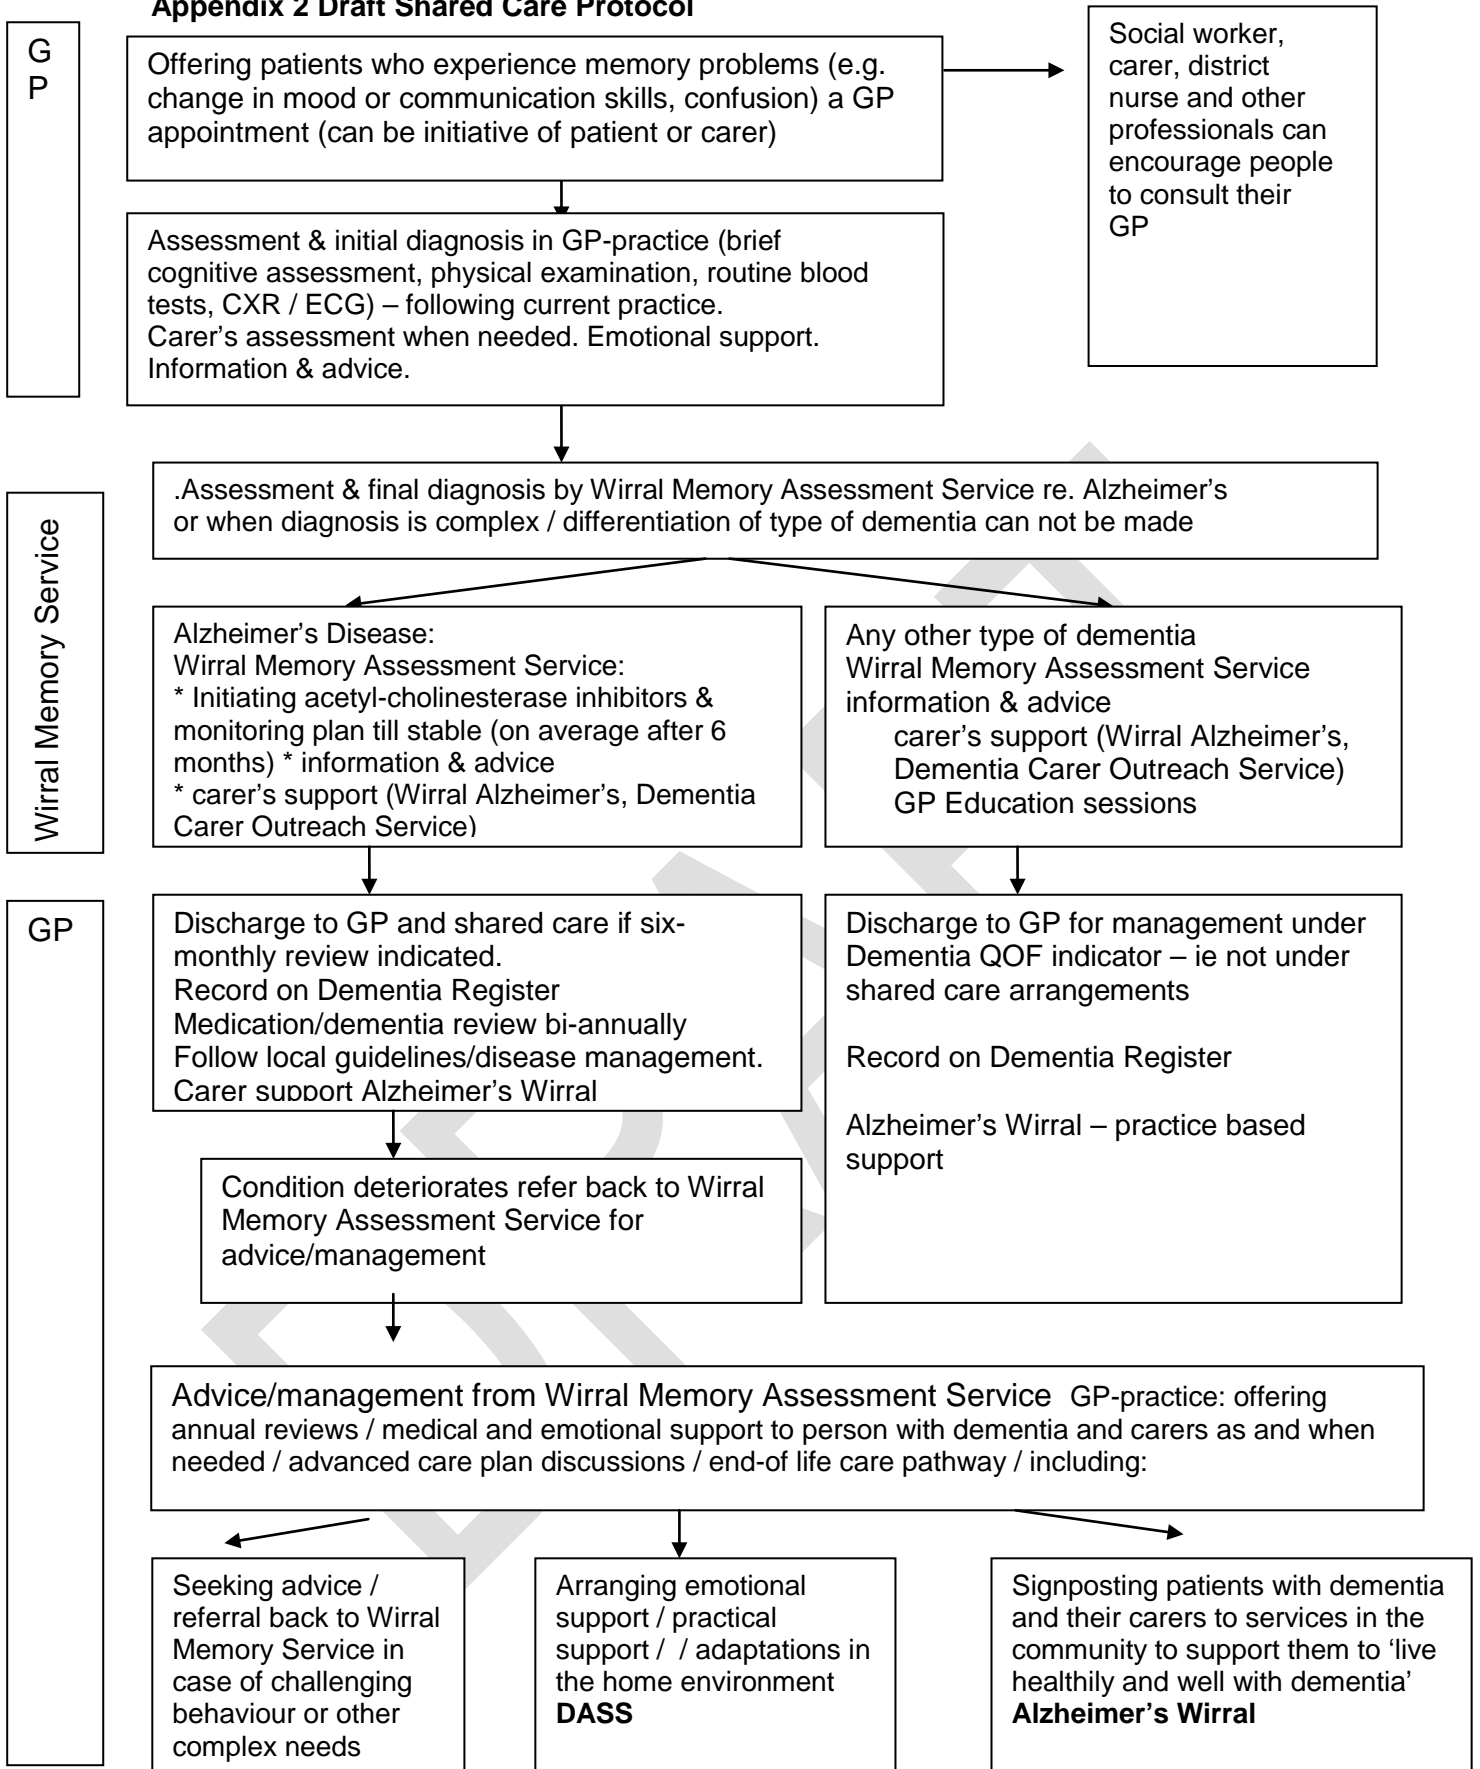 Appendix 2 Draft Shared Care Protocol
G
P
Offering patients who experience memory problems (e.g.
change in mood or communication skills, confusion) a GP
appointment (can be initiative of patient or carer)
Social worker,
carer, district
nurse and other
professionals can
encourage people
to consult their
GP
Assessment & initial diagnosis in GP-practice (brief
cognitive assessment, physical examination, routine blood
tests, CXR / ECG) – following current practice.
Carer’s assessment when needed. Emotional support.
Information & advice.
Wirral Memory Service
.Assessment & final diagnosis by Wirral Memory Assessment Service re. Alzheimer’s
or when diagnosis is complex / differentiation of type of dementia can not be made
Alzheimer’s Disease:
Wirral Memory Assessment Service:
* Initiating acetyl-cholinesterase inhibitors &
monitoring plan till stable (on average after 6
months) * information & advice
* carer’s support (Wirral Alzheimer’s, Dementia
Carer Outreach Service)
Any other type of dementia
Wirral Memory Assessment Service
information & advice
carer’s support (Wirral Alzheimer’s,
Dementia Carer Outreach Service)
GP Education sessions
GP
Discharge to GP and shared care if six-
monthly review indicated.
Record on Dementia Register
Medication/dementia review bi-annually
Follow local guidelines/disease management.
Carer support Alzheimer’s Wirral
Discharge to GP for management under
Dementia QOF indicator – ie not under
shared care arrangements
Record on Dementia Register
Alzheimer’s Wirral – practice based
support
Condition deteriorates refer back to Wirral
Memory Assessment Service for
advice/management
Advice/management from Wirral Memory Assessment Service GP-practice: offering
annual reviews / medical and emotional support to person with dementia and carers as and when
needed / advanced care plan discussions / end-of life care pathway / including:
Seeking advice /
referral back to Wirral
Memory Service in
case of challenging
behaviour or other
complex needs
Arranging emotional
support / practical
support / / adaptations in
the home environment
DASS
Signposting patients with dementia
and their carers to services in the
community to support them to ‘live
healthily and well with dementia’
Alzheimer’s Wirral
DRAFT